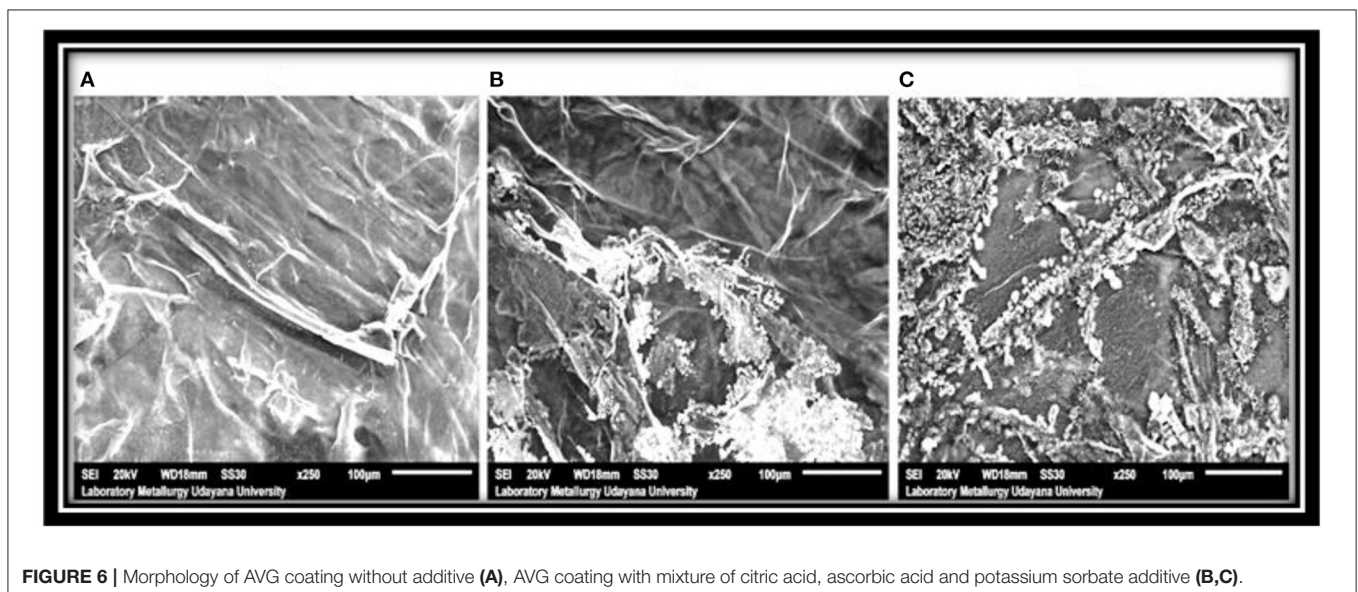 A
B
C
SEI 20kV WD18mm SS30 x250 100µm
Laboratory Metallurgy Udayana University
SEI 20kV WD18mm SS30 x250 100µm
Laboratory Metallurgy Udayana University
SEI 20kV WD18mm SS30 x250 100µm
Laboratory Metallurgy Udayana University
FIGURE 6 | Morphology of AVG coating without additive (A), AVG coating with mixture of citric acid, ascorbic acid and potassium sorbate additive (B,C).